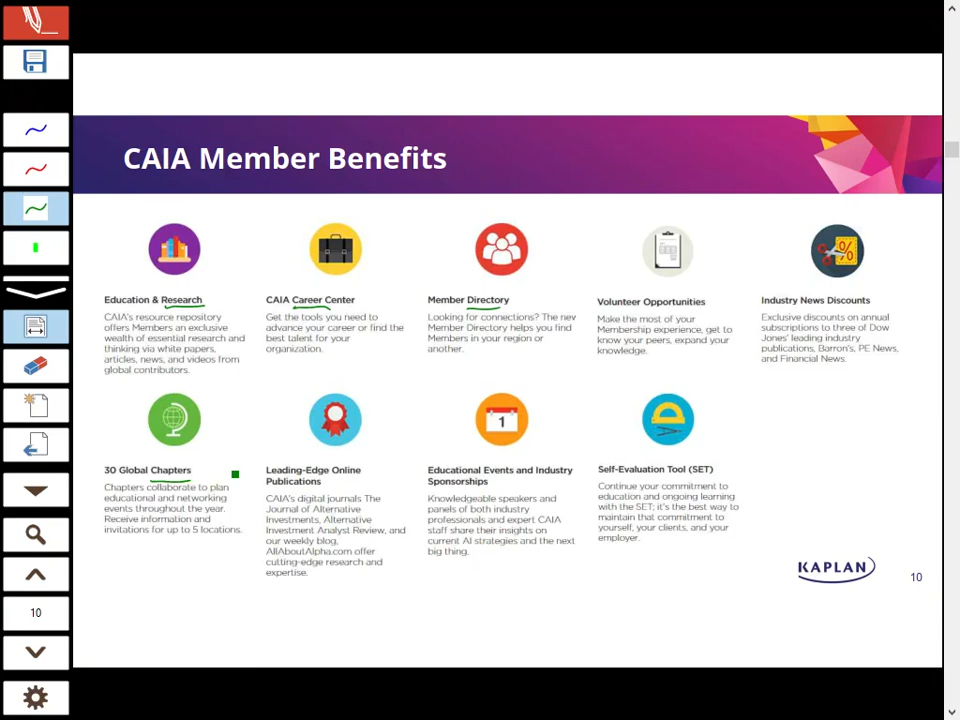 CAIA Member Benefits
Education & Research
CAIA's resource repository
offers Members an exclusive
wealth of essential research and
thinking via white papers,
articles, news, and videos from
global contributors.
CAIA Career Center
Get the tools you need to
advance your career or find the
best talent for your
organization.
Member Directory
Looking for connections? The new
Member Directory helps you find
Members in your region or
another.
Volunteer Opportunities
Make the most of your
Membership experience, get to
know your peers, expand your
knowledge.
Industry News Discounts
Exclusive discounts on annual
subscriptions to three of Dow
Jones' leading industry
publications, Barron's, PE News,
and Financial News.
1
30 Global Chapters
Chapters collaborate to plan
educational and networking
events throughout the year.
Receive information and
invitations for up to 5 locations.
Leading-Edge Online
Publications
CAIA's digital journals The
Journal of Alternative
Investments, Alternative
Investment Analyst Review, and
our weekly blog,
AllAboutAlpha.com offer
cutting-edge research and
expertise.
Educational Events and Industry
Sponsorships
Knowledgeable speakers and
panels of both industry
professionals and expert CAIA
staff share their insights on
current AI strategies and the next
big thing.
Self-Evaluation Tool (SET)
Continue your commitment to
education and ongoing learning
with the SET; it's the best way to
maintain that commitment to
yourself, your clients, and your
employer.
KAPLAN
10
10